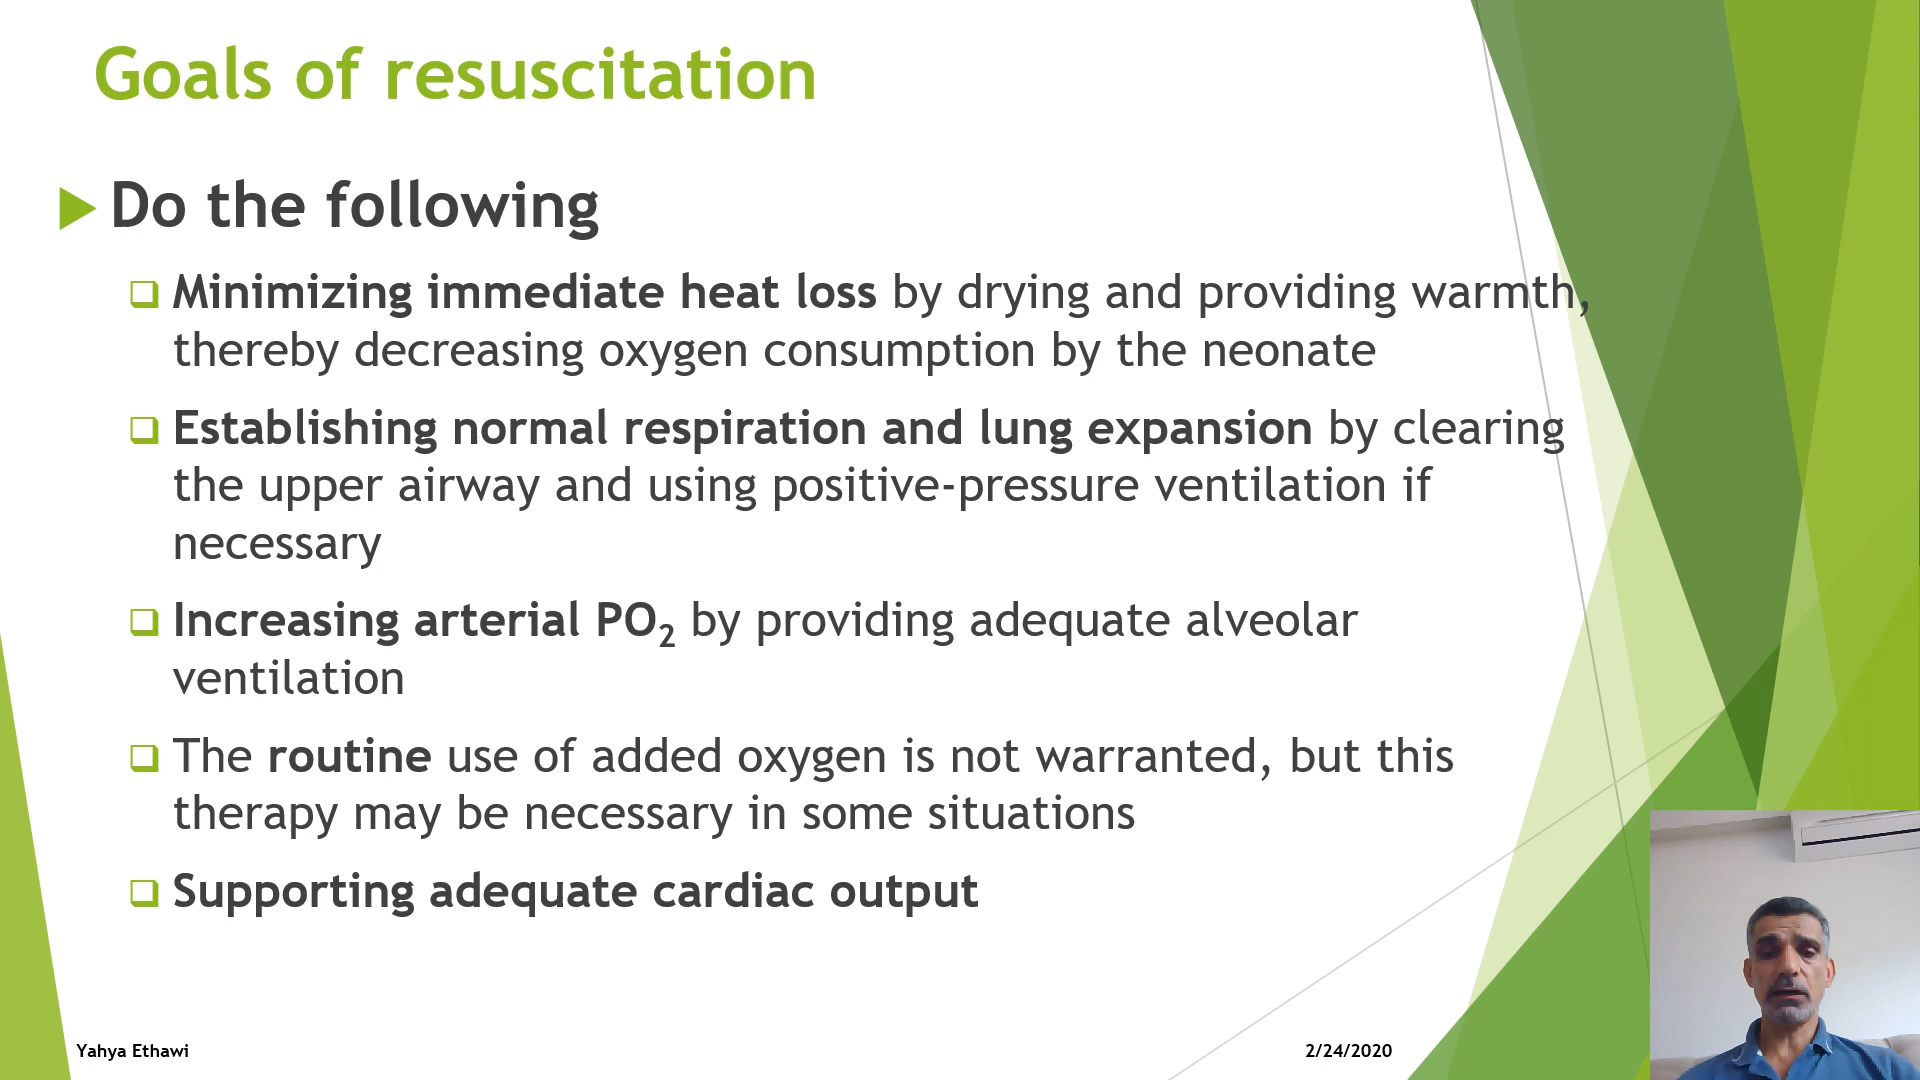 Goals of resuscitation
Do the following
Minimizing immediate heat loss by drying and providing warmth,
thereby decreasing oxygen consumption by the neonate
Establishing normal respiration and lung expansion by clearing
the upper airway and using positive-pressure ventilation if
necessary
Increasing arterial PO₂ by providing adequate alveolar
ventilation
The routine use of added oxygen is not warranted, but this
therapy may be necessary in some situations
Supporting adequate cardiac output
Yahya Ethawi
2/24/2020